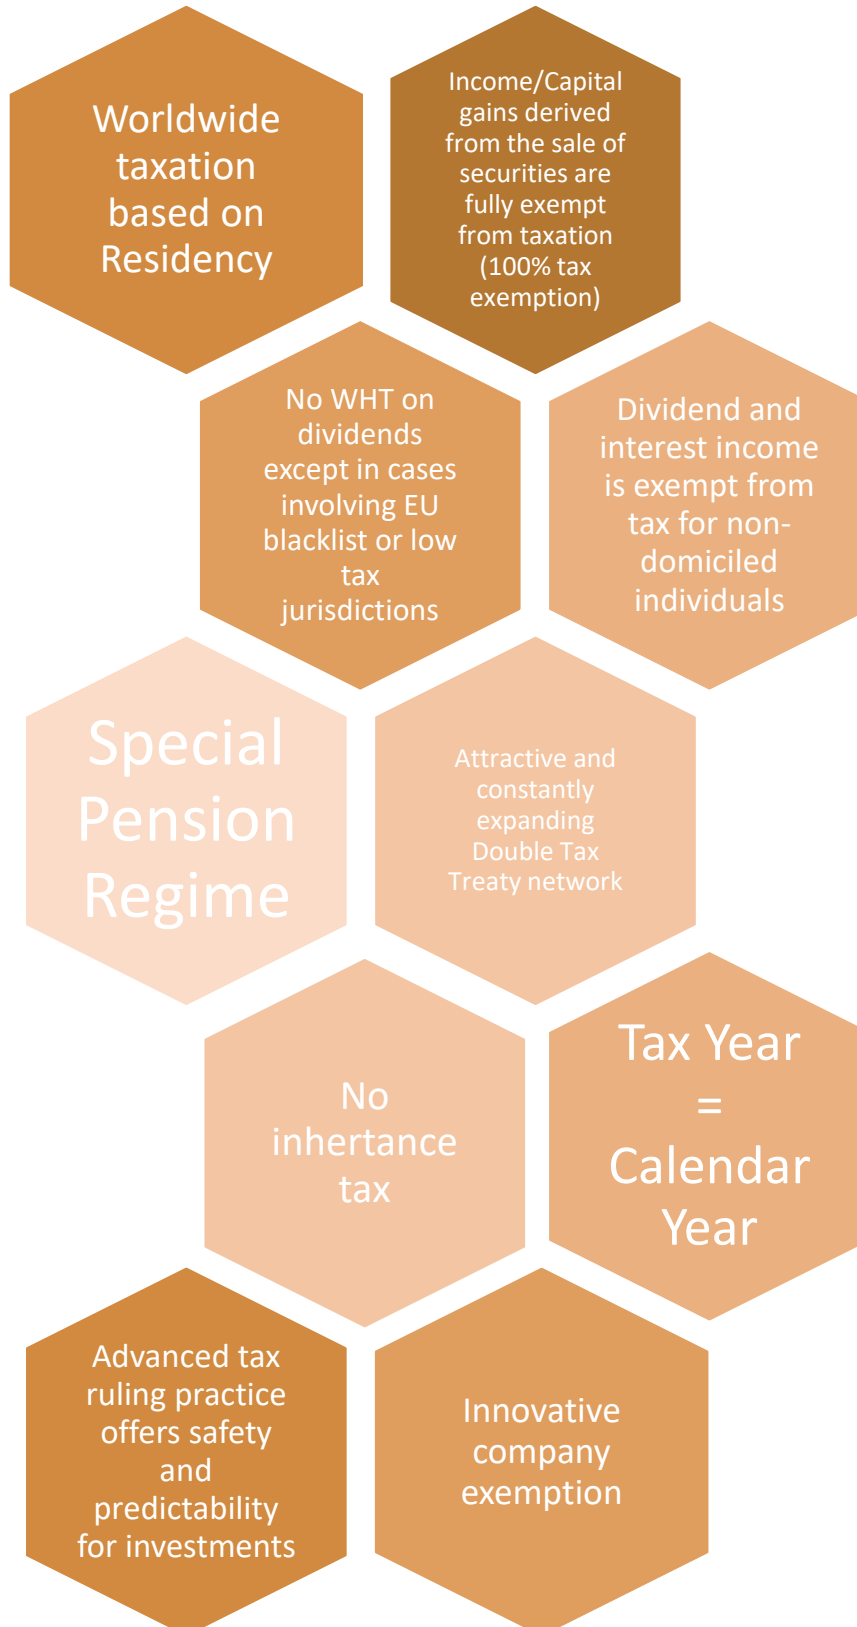 Worldwide
taxation
based on
Residency
Income/Capital
gains derived
from the sale of
securities are
fully exempt
from taxation
(100% tax
exemption)
No WHT on
dividends
except in cases
involving EU
blacklist or low
tax
jurisdictions
Dividend and
interest income
is exempt from
tax for non-
domiciled
individuals
Special
Pension
Regime
Attractive and
constantly
expanding
Double Tax
Treaty network
No
inhertance
tax
Tax Year
=
Calendar
Year
Advanced tax
ruling practice
offers safety
and
predictability
for investments
Innovative
company
exemption